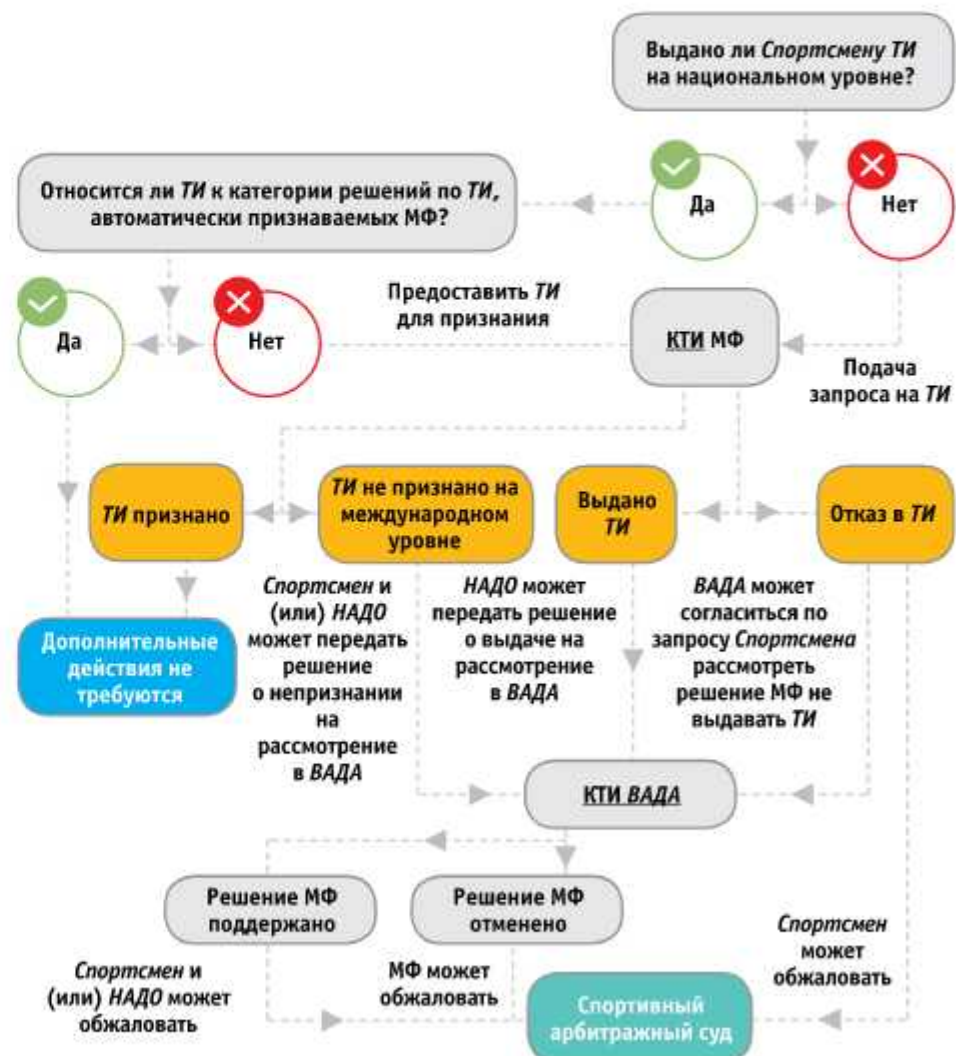 Выдано ли Спортсмену ТИ
на национальном уровне?
Относится ли ТИ к категории решений по ТИ,
автоматически признаваемых МФ?
Да
Нет
Да
Нет
Предоставить ТИ
для признания
КТИ МФ
Подача
запроса на ТИ
ТИ признано
ТИ не признано на
международном
уровне
Выдано
ТИ
Отказ в ТИ
Дополнительные
действия не
требуются
Спортсмен и
(или) НАДО
может передать
решение
о непризнании
на
рассмотрение
в ВАДА
НАДО может
передать решение
о выдаче на
рассмотрение
в ВАДА
ВАДА может
согласиться по
запросу Спортсмена
рассмотреть
решение МФ не
выдавать ТИ
КТИ ВАДА
Решение МФ
поддержано
Решение МФ
отменено
Спортсмен и
(или) НАДО может
обжаловать
МФ может
обжаловать
Спортсмен
может
обжаловать
Спортивный
арбитражный суд